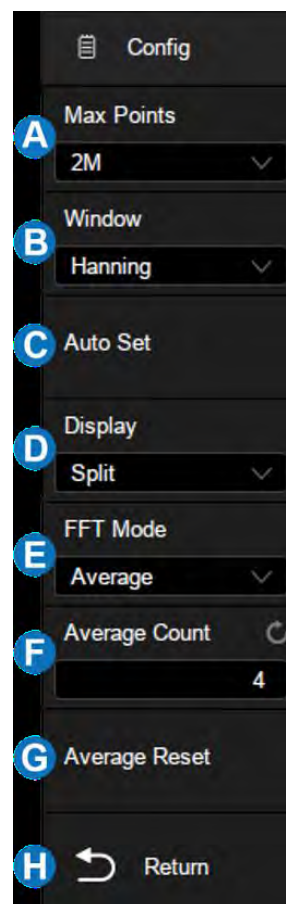 Config
A
Max Points
2M
B
Window
Hanning
C
Auto Set
D
Display
Split
E
FFT Mode
Average
F
Average Count
4
G
Average Reset
H
Return